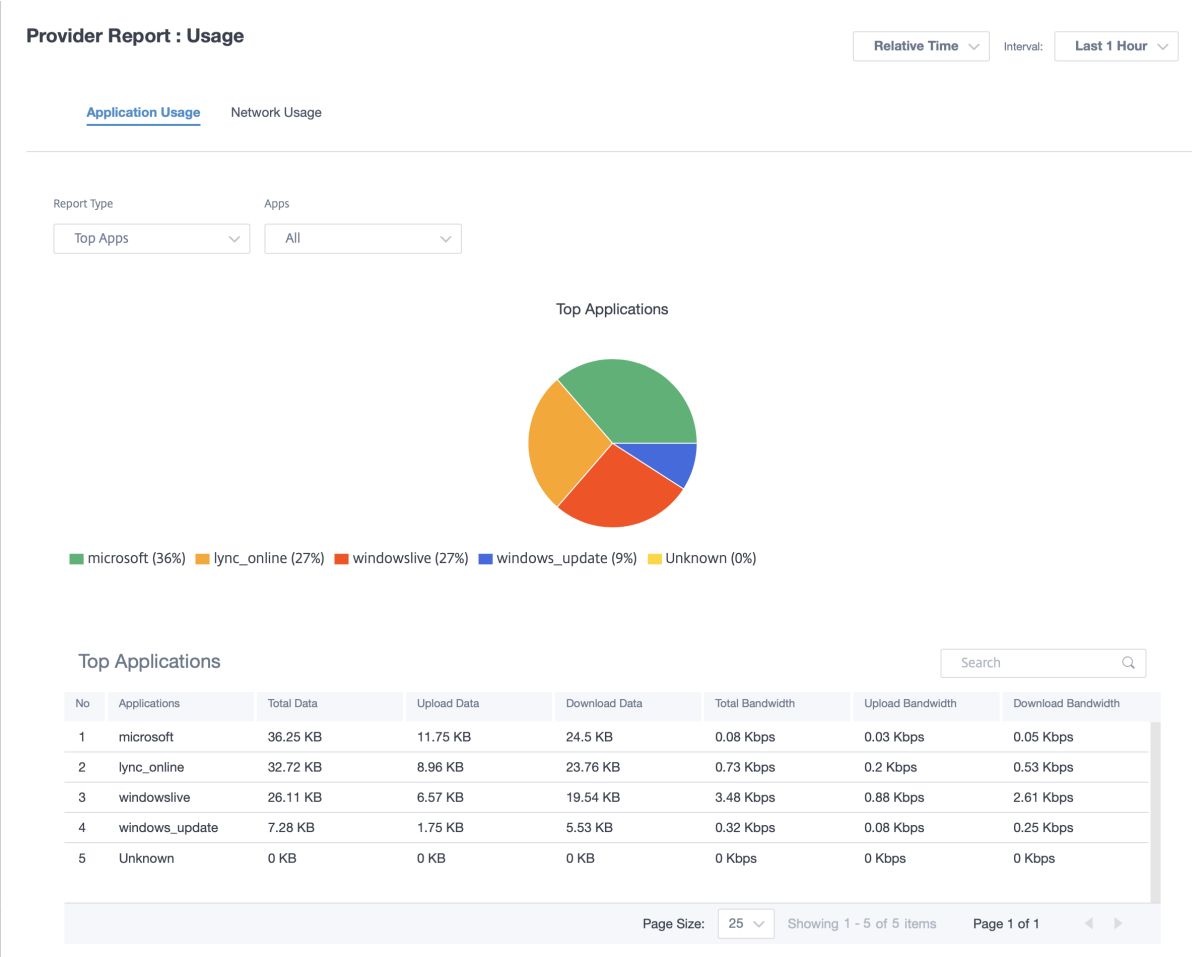 Provider Report : Usage
Relative Time Interval: Last 1 Hour
Application Usage Network Usage
Report Type Apps
Top Apps All
Top Applications
microsoft (36%) lync_online (27%) windowslive (27%) windows_update (9%) Unknown (0%)
Top Applications Search
No Applications Total Data Upload Data Download Data Total Bandwidth Upload Bandwidth Download Bandwidth
1 microsoft 36.25 KB 11.75 KB 24.5 KB 0.08 Kbps 0.03 Kbps 0.05 Kbps
2 lync_online 32.72 KB 8.96 KB 23.76 KB 0.73 Kbps 0.2 Kbps 0.53 Kbps
3 windowslive 26.11 KB 6.57 KB 19.54 KB 3.48 Kbps 0.88 Kbps 2.61 Kbps
4 windows_update 7.28 KB 1.75 KB 5.53 KB 0.32 Kbps 0.08 Kbps 0.25 Kbps
5 Unknown 0 KB 0 KB 0 KB 0 Kbps 0 Kbps 0 Kbps
Page Size: 25 Showing 1 - 5 of 5 items Page 1 of 1